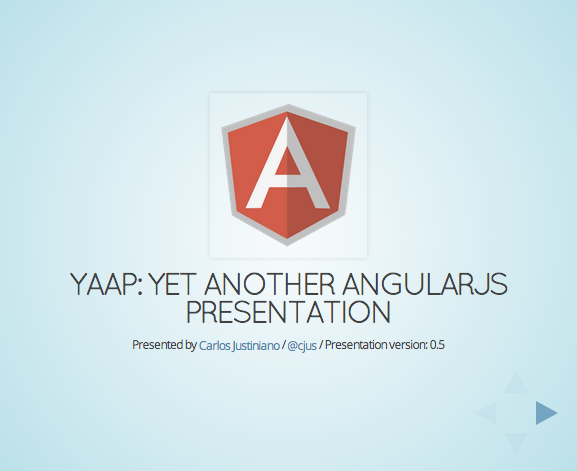 A
YAAP: YET ANOTHER ANGULARJS
PRESENTATION
Presented by Carlos Justiniano / @cjus / Presentation version: 0.5